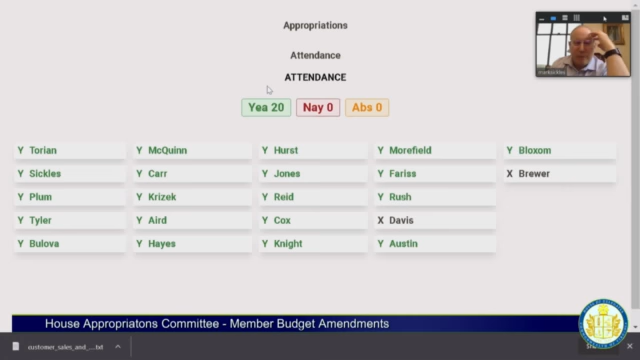 Appropriations
Attendance
ATTENDANCE
Yea 20 Nay 0 Abs 0
Y Torian Y McQuinn Y Hurst Y Morefield Y Bloxom
Y Sickles Y Carr Y Jones Y Fariss X Brewer
Y Plum Y Krizek Y Reid Y Rush
Y Tyler Y Aird Y Cox X Davis
Y Bulova Y Hayes Y Knight Y Austin
House Appropriatons Committee - Member Budget Amendments
customer_sales_and_....txt